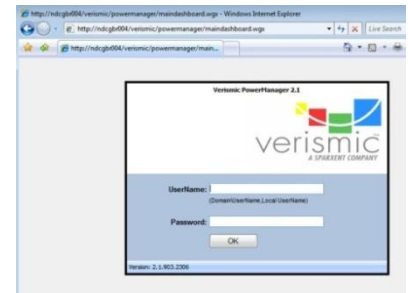 http://ndcgbr004/verismic/powermanager/maindashboard.wgx - Windows Internet Explorer
http://ndcgbr004/verismic/powermanager/maindashboard.wgx
Live Search
http://ndcgbr004/verismic/powermanager/main...
Verismic PowerManager 2.1
verismic
A SPARXENT COMPANY
UserName:
(Domain\UserName,Local UserName)
Password:
OK
Version: 2.1.903.2306